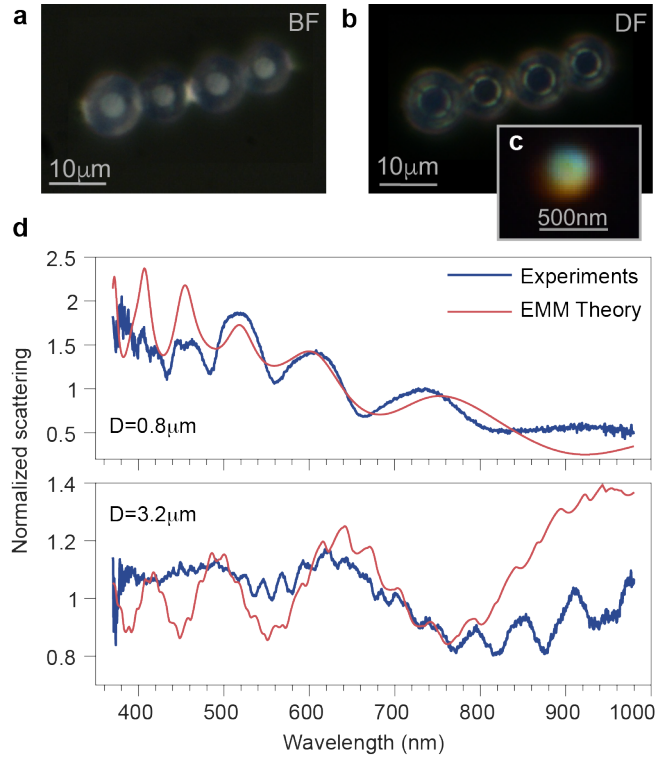 a
BF
10μm
b
DF
10μm
c
500nm
d
2.5
2
1.5
1
0.5
Experiments
EMM Theory
D=0.8μm
Normalized scattering
1.4
1.2
1
0.8
D=3.2μm
400 500 600 700 800 900 1000
Wavelength (nm)